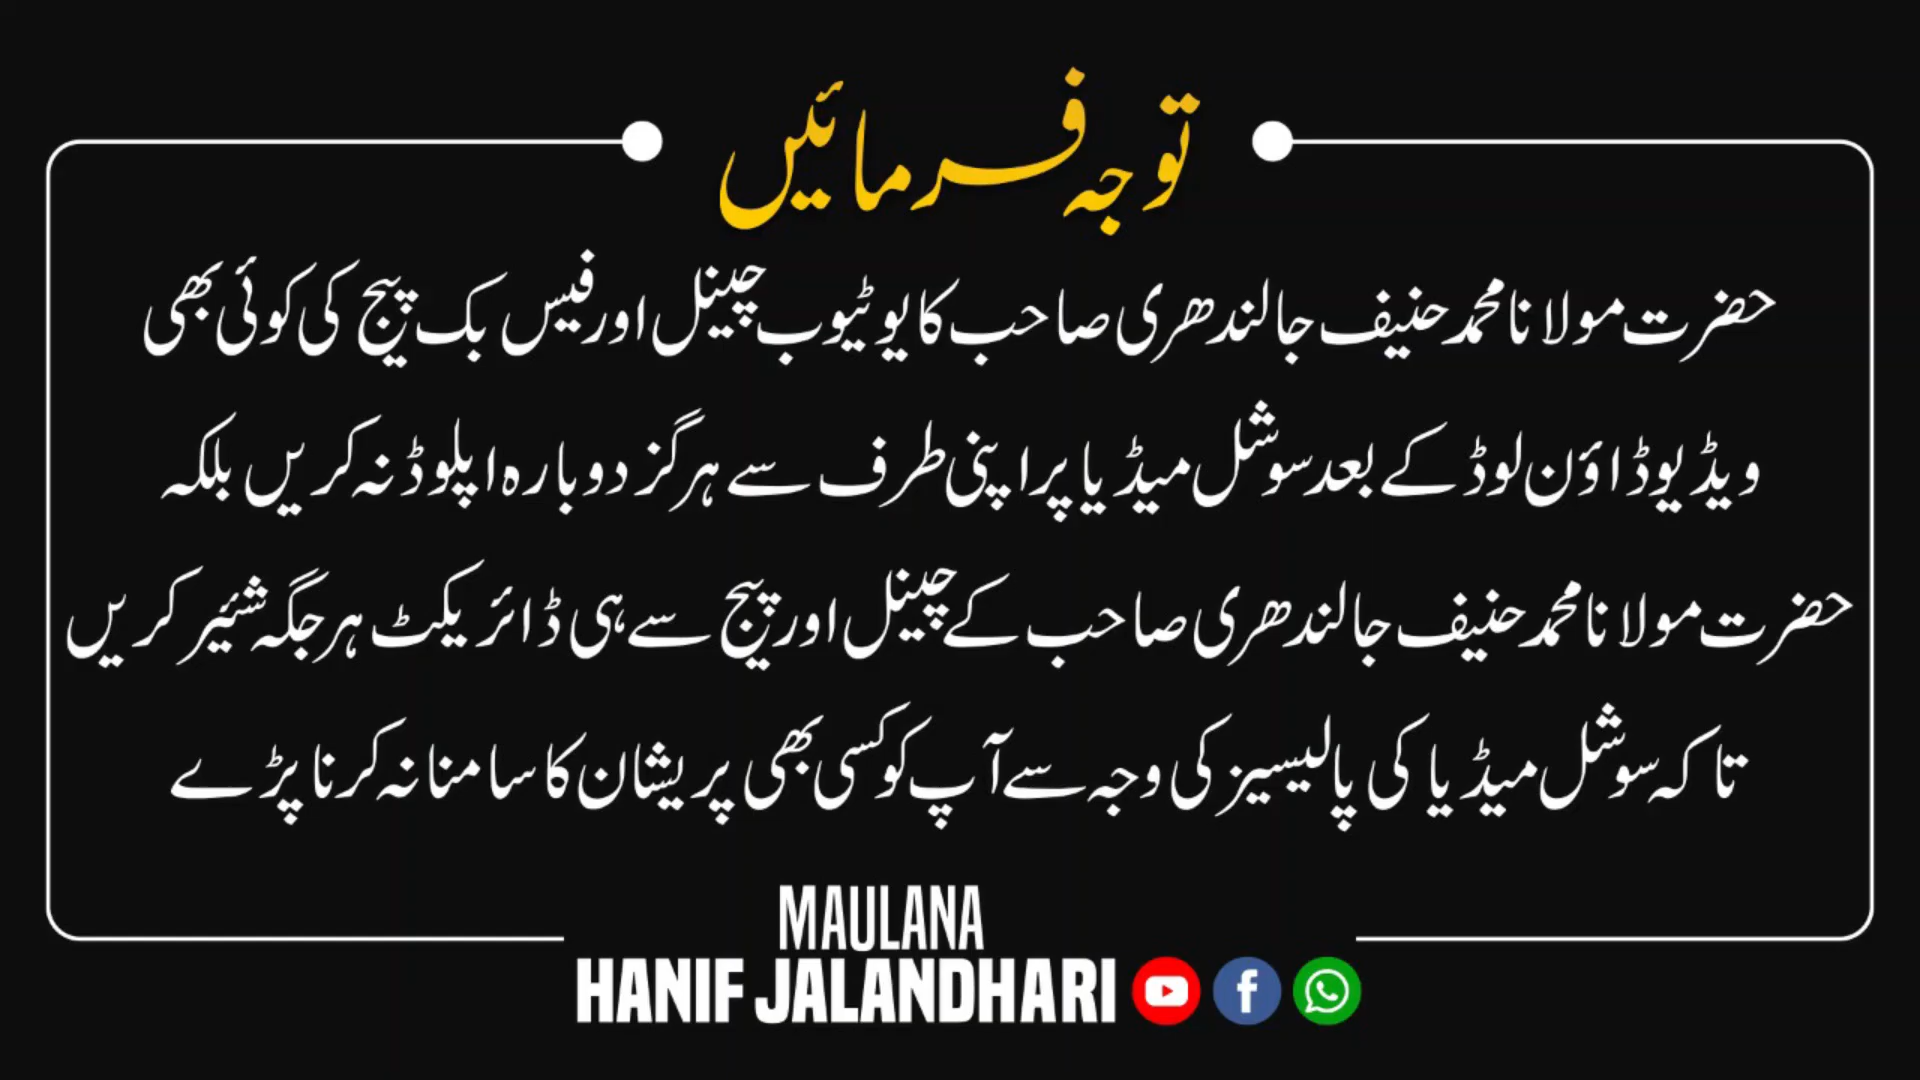 توجہ فرمائیں
حضرت مولانا محمد حنیف جالندھری صاحب کا یوٹیوب چینل اور فیس بک پیج کی کوئی بھی
ویڈیو ڈاؤن لوڈ کے بعد سوشل میڈیا پر اپنی طرف سے ہرگز دوبارہ اپلوڈ نہ کریں بلکہ
حضرت مولانا محمد حنیف جالندھری صاحب کے چینل اور پیج سے ہی ڈائریکٹ ہر جگہ شئیر کریں
تاکہ سوشل میڈیا کی پالیسیز کی وجہ سے آپ کو کسی بھی پریشان کا سامنا نہ کرنا پڑے
MAULANA
HANIF JALANDHARI